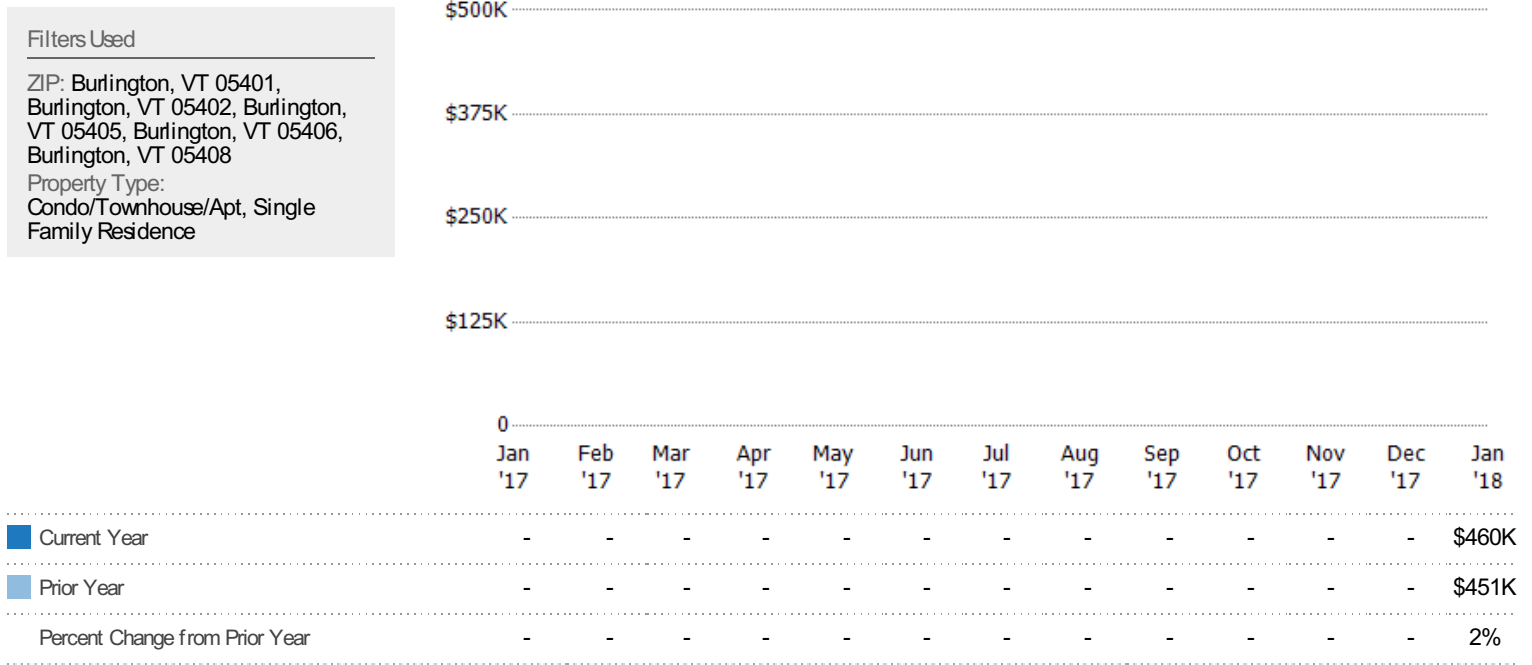 Filters Used
ZIP: Burlington, VT 05401,
Burlington, VT 05402, Burlington,
VT 05405, Burlington, VT 05406,
Burlington, VT 05408
Property Type:
Condo/Townhouse/Apt, Single
Family Residence
$500K
$375K
$250K
$125K
0
Jan Feb Mar Apr May Jun Jul Aug Sep Oct Nov Dec Jan
'17 '17 '17 '17 '17 '17 '17 '17 '17 '17 '17 '17 '18
Current Year - - - - - - - - - - - - $460K
Prior Year - - - - - - - - - - - - $451K
Percent Change from Prior Year - - - - - - - - - - - - 2%